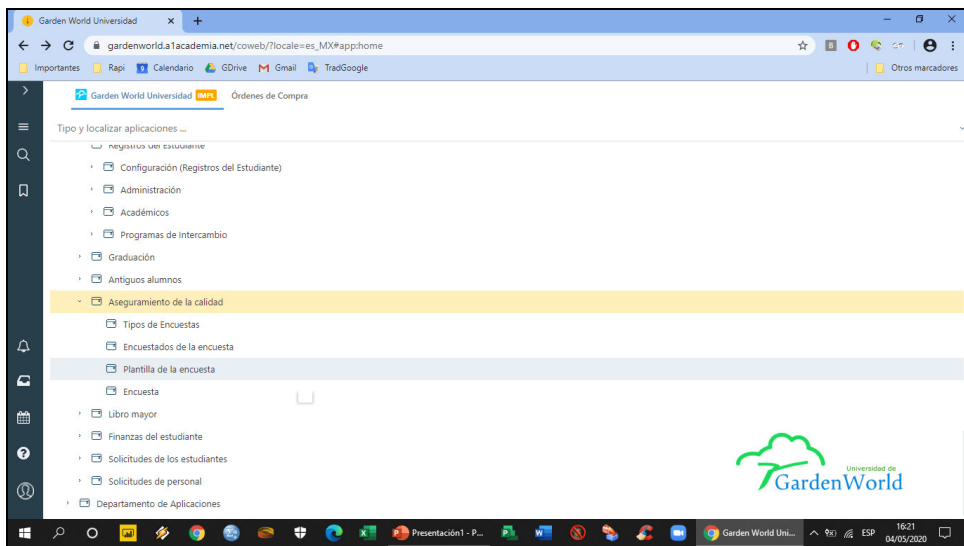 Garden World Universidad
gardenworld.a1academia.net/coweb/?locale=es_MX#app:home
Importantes Rapi Calendario GDrive Gmail TradGoogle Otros marcadores
Garden World Universidad IMPL Órdenes de Compra
Tipo y localizar aplicaciones ...
Registros del Estudiante
Configuración (Registros del Estudiante)
Administración
Académicos
Programas de Intercambio
Graduación
Antiguos alumnos
Aseguramiento de la calidad
Tipos de Encuestas
Encuestados de la encuesta
Plantilla de la encuesta
Encuesta
Libro mayor
Finanzas del estudiante
Solicitudes de los estudiantes
Solicitudes de personal
Departamento de Aplicaciones
Universidad de
GardenWorld
Presentación1 - P... Garden World Uni... ESP
16:21
04/05/2020